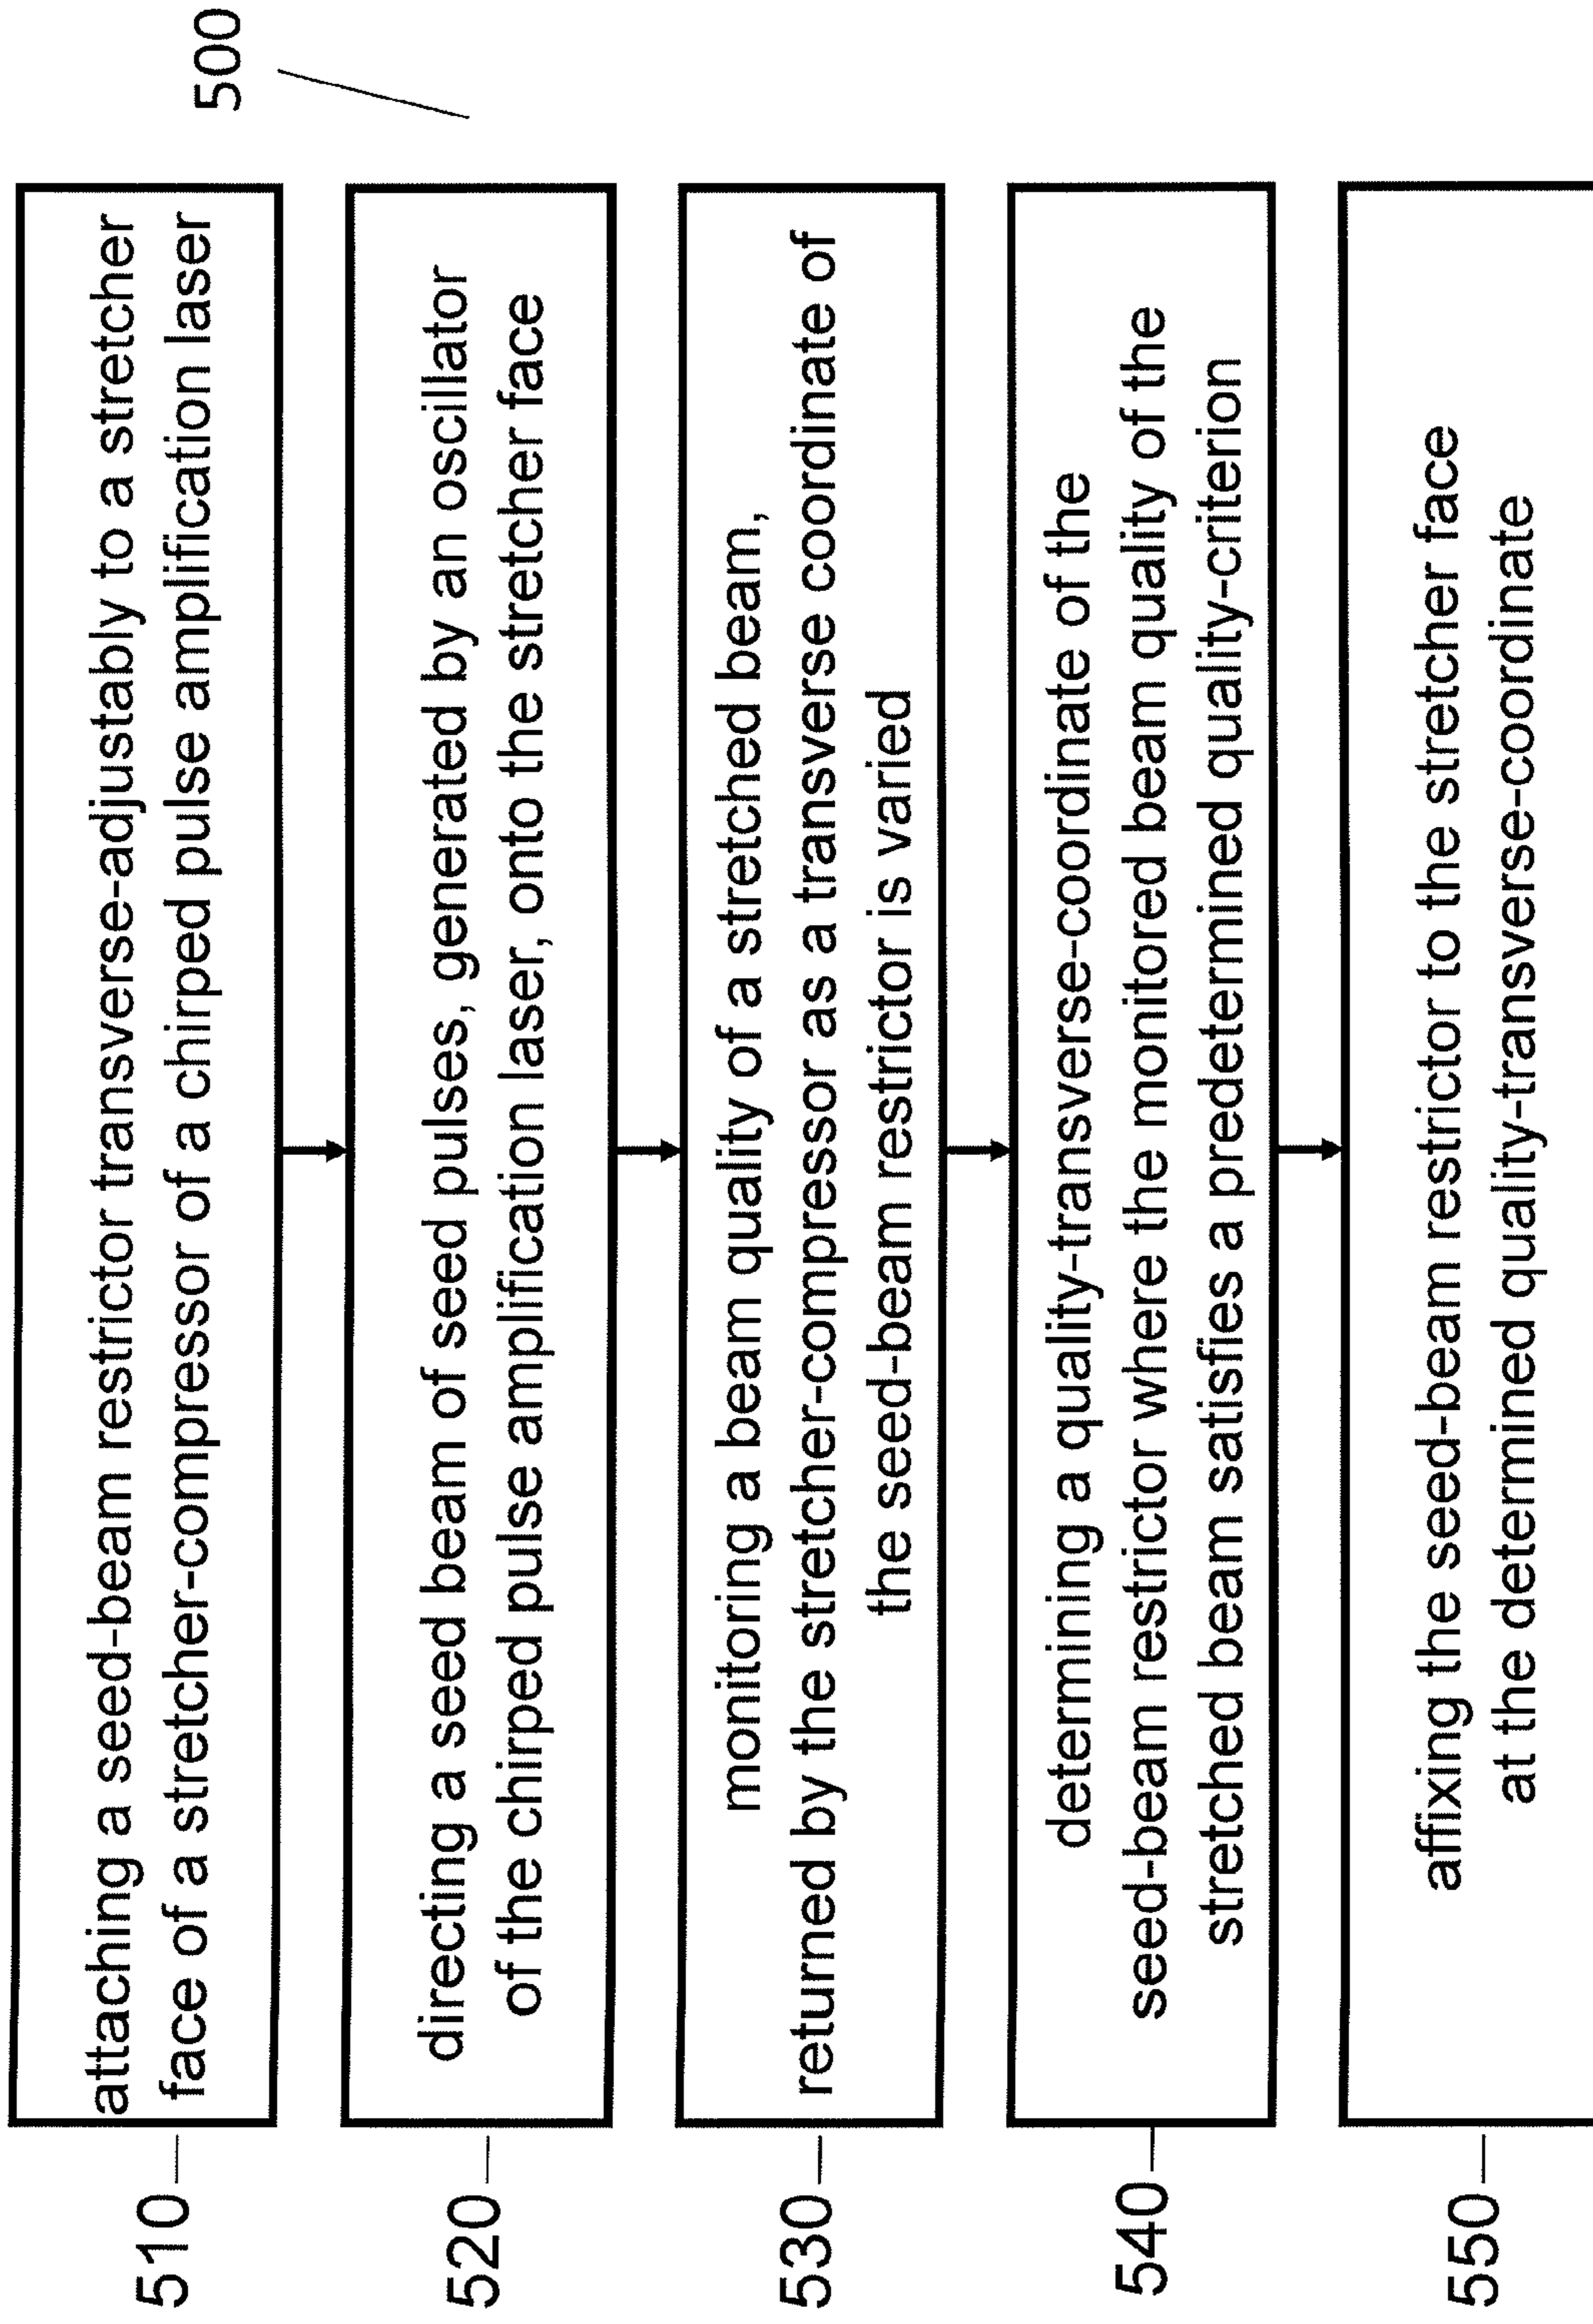 500
510
attaching a seed-beam restrictor transverse-adjustably to a stretcher
face of a stretcher-compressor of a chirped pulse amplification laser
520
directing a seed beam of seed pulses, generated by an oscillator
of the chirped pulse amplification laser, onto the stretcher face
530
monitoring a beam quality of a stretched beam,
returned by the stretcher-compressor as a transverse coordinate of
the seed-beam restrictor is varied
540
determining a quality-transverse-coordinate of the
seed-beam restrictor where the monitored beam quality of the
stretched beam satisfies a predetermined quality-criterion
550
affixing the seed-beam restrictor to the stretcher face
at the determined quality-transverse-coordinate